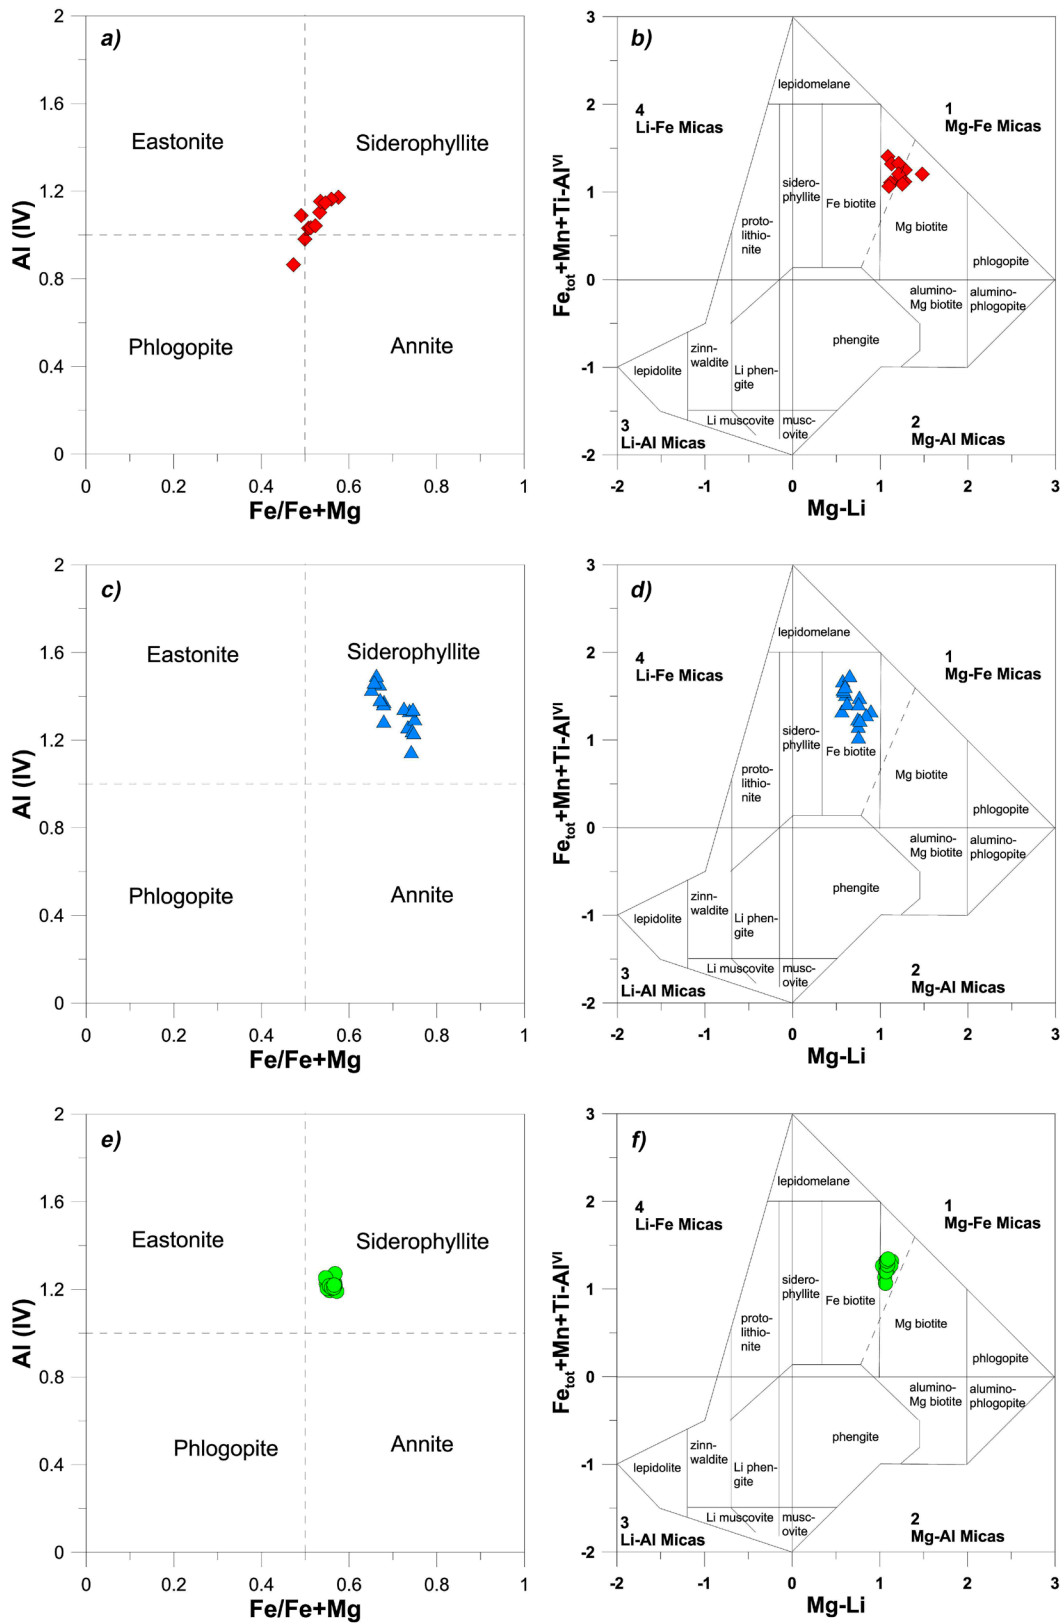 a)
2
1.6
1.2
0.8
0.4
0
Al (IV)
Eastonite
Siderophyllite
Phlogopite
Annite
0
0.2
0.4
0.6
0.8
1
Fe/Fe+Mg
b)
3
2
1
0
-1
-2
Fetot+Mn+Ti-AlVI
4
Li-Fe Micas
1
Mg-Fe Micas
lepidomelane
sidero-
phyllite
Fe biotite
proto-
lithio-
nite
Mg biotite
phlogopite
alumino-
Mg biotite
alumino-
phlogopite
phengite
zinn-
waldite
lepidolite
Li phen-
gite
Li muscovite
musc-
ovite
3
Li-Al Micas
2
Mg-Al Micas
-2
-1
0
1
2
3
Mg-Li
c)
2
1.6
1.2
0.8
0.4
0
Al (IV)
Eastonite
Siderophyllite
Phlogopite
Annite
0
0.2
0.4
0.6
0.8
1
Fe/Fe+Mg
d)
3
2
1
0
-1
-2
Fetot+Mn+Ti-AlVI
4
Li-Fe Micas
1
Mg-Fe Micas
lepidomelane
sidero-
phyllite
Fe biotite
proto-
lithio-
nite
Mg biotite
phlogopite
alumino-
Mg biotite
alumino-
phlogopite
phengite
zinn-
waldite
lepidolite
Li phen-
gite
Li muscovite
musc-
ovite
3
Li-Al Micas
2
Mg-Al Micas
-2
-1
0
1
2
3
Mg-Li
e)
2
1.6
1.2
0.8
0.4
0
Al (IV)
Eastonite
Siderophyllite
Phlogopite
Annite
0
0.2
0.4
0.6
0.8
1
Fe/Fe+Mg
f)
3
2
1
0
-1
-2
Fetot+Mn+Ti-AlVI
4
Li-Fe Micas
1
Mg-Fe Micas
lepidomelane
sidero-
phyllite
Fe biotite
proto-
lithio-
nite
Mg biotite
phlogopite
alumino-
Mg biotite
alumino-
phlogopite
phengite
zinn-
waldite
lepidolite
Li phen-
gite
Li muscovite
musc-
ovite
3
Li-Al Micas
2
Mg-Al Micas
-2
-1
0
1
2
3
Mg-Li